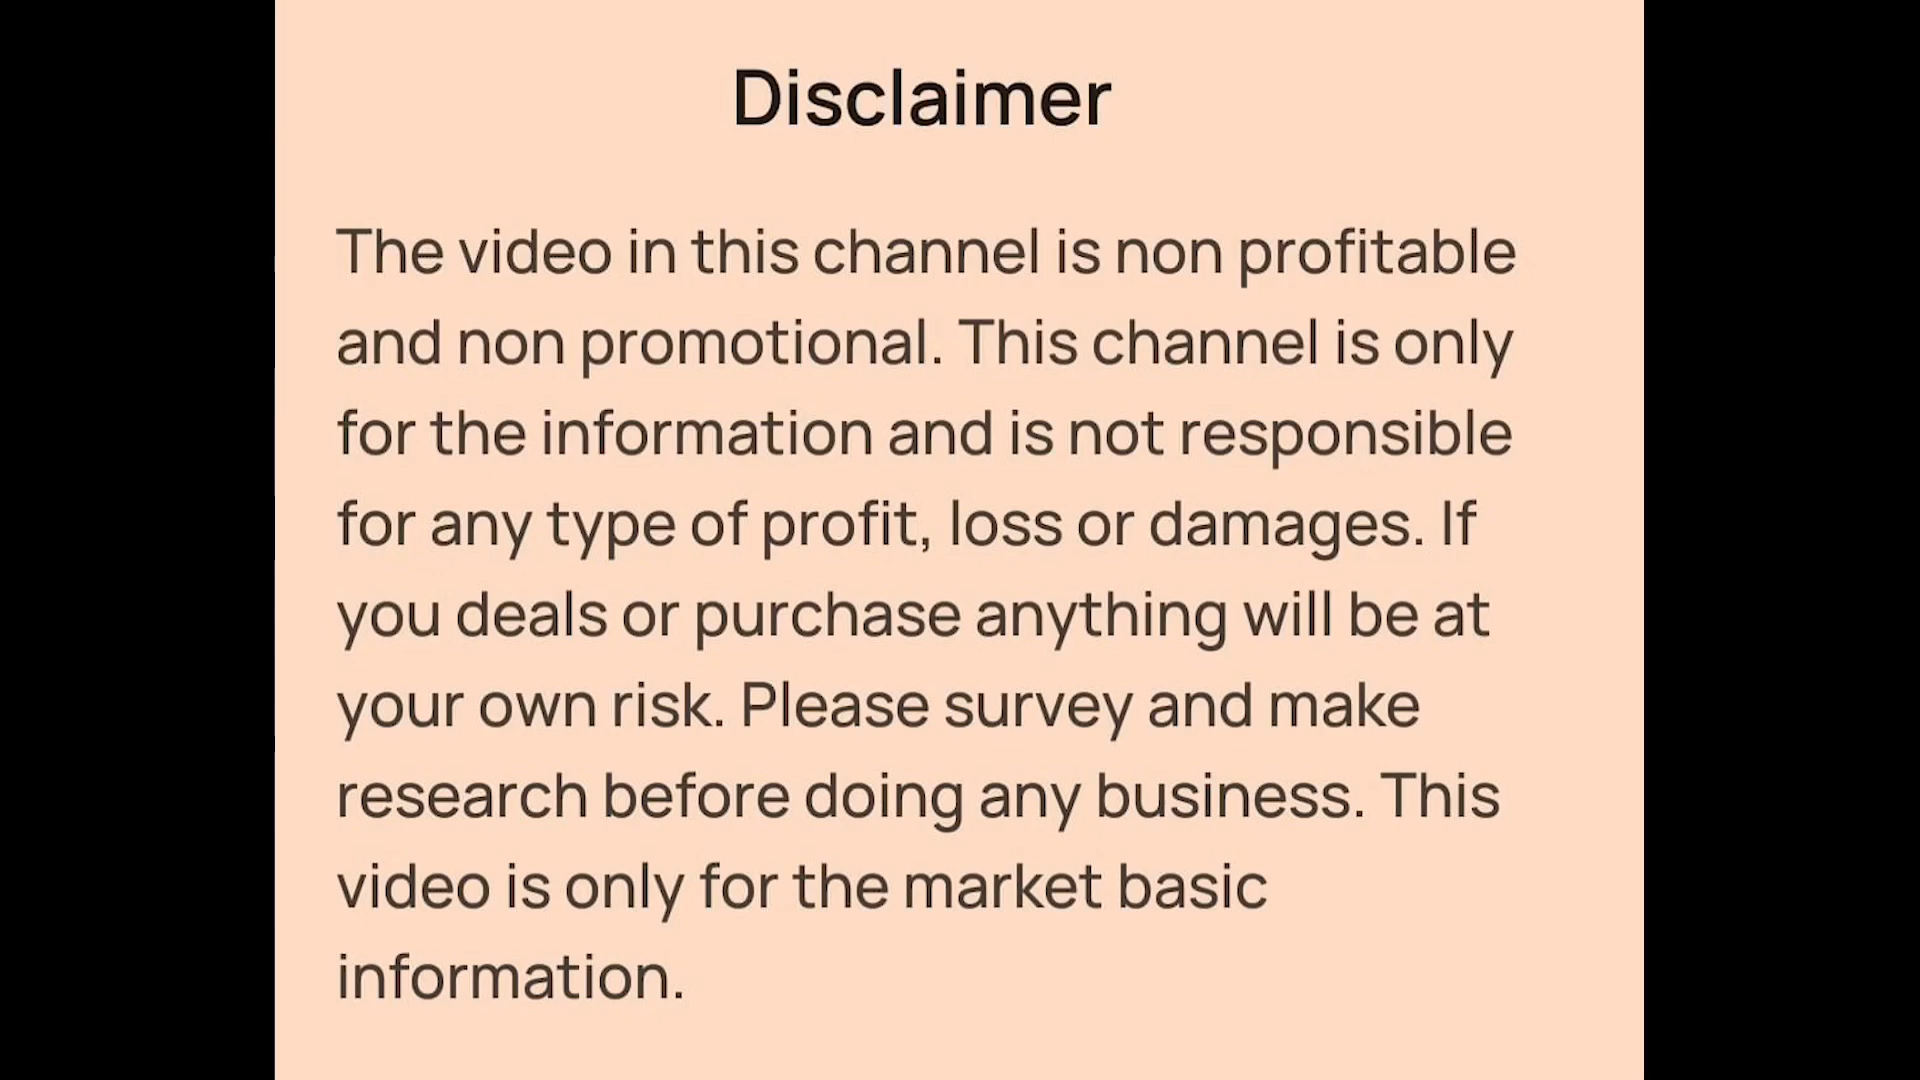 Disclaimer
The video in this channel is non profitable
and non promotional. This channel is only
for the information and is not responsible
for any type of profit, loss or damages. If
you deals or purchase anything will be at
your own risk. Please survey and make
research before doing any business. This
video is only for the market basic
information.